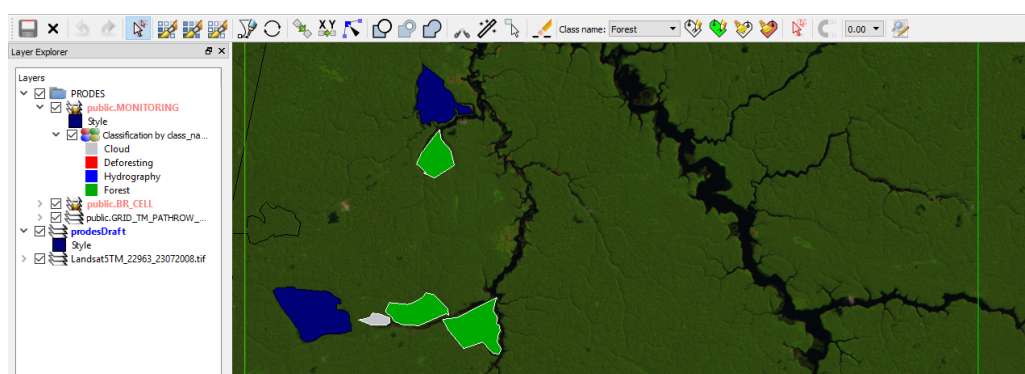 X Y
Class name: Forest
0.00
Layer Explorer
Layers
PRODES
public.MONITORING
Style
Classification by class_na...
Cloud
Deforesting
Hydrography
Forest
public.BR_CELL
public.GRID_TM_PATHROW_...
prodesDraft
Style
Landsat5TM_22963_23072008.tif